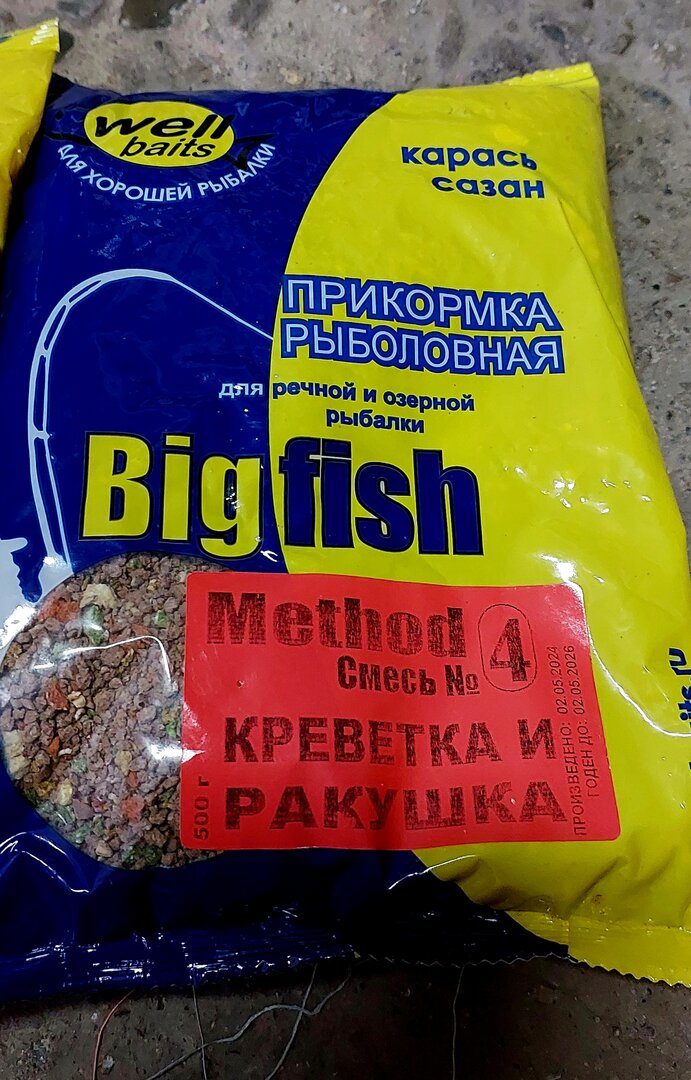 well
baits
ДЛЯ ХОРОШЕЙ РЫБАЛКИ
карась
сазан
ПРИКОРМКА
РЫБОЛОВНАЯ
для речной и озерной
рыбалки
Big fish
Method
Смесь № 4
КРЕВЕТКА И
РАКУШКА
500 г
ПРОИЗВЕДЕНО: 02.05.2024
ГОДЕН ДО: 02.05.2026